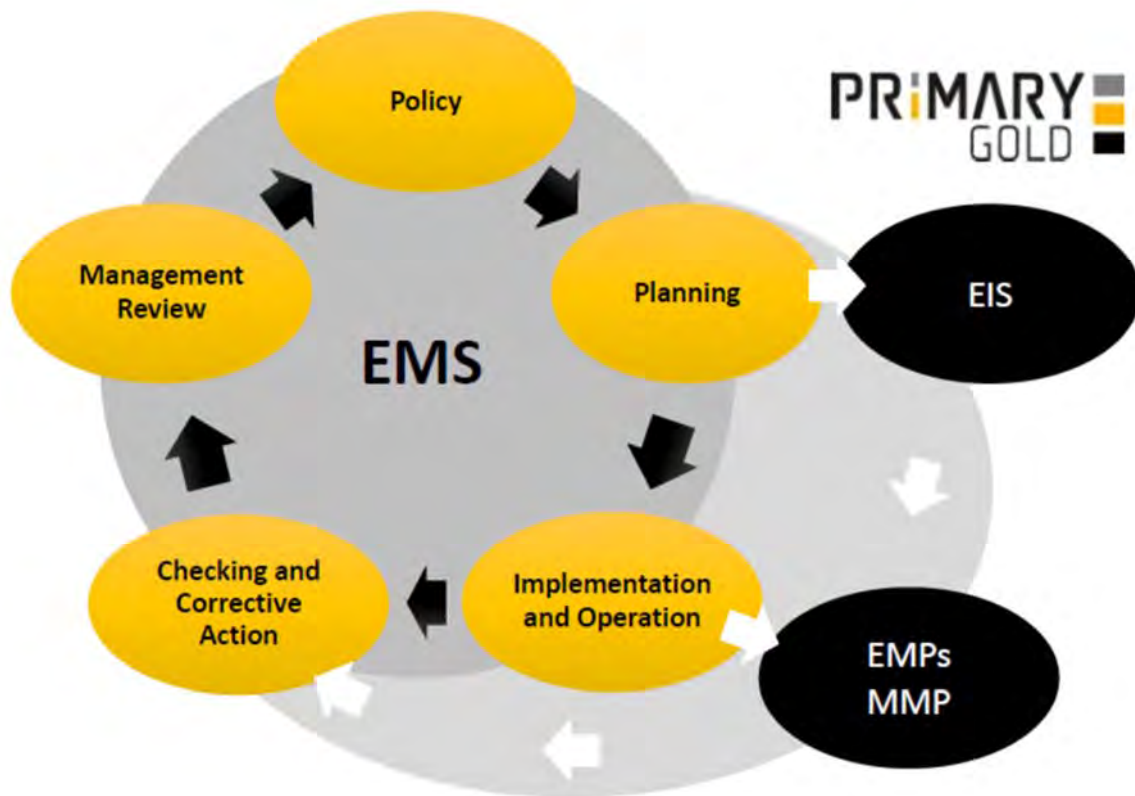 Policy
PRiMARY
GOLD
Management
Review
Planning
EIS
EMS
Checking and
Corrective
Action
Implementation
and Operation
EMPs
MMP